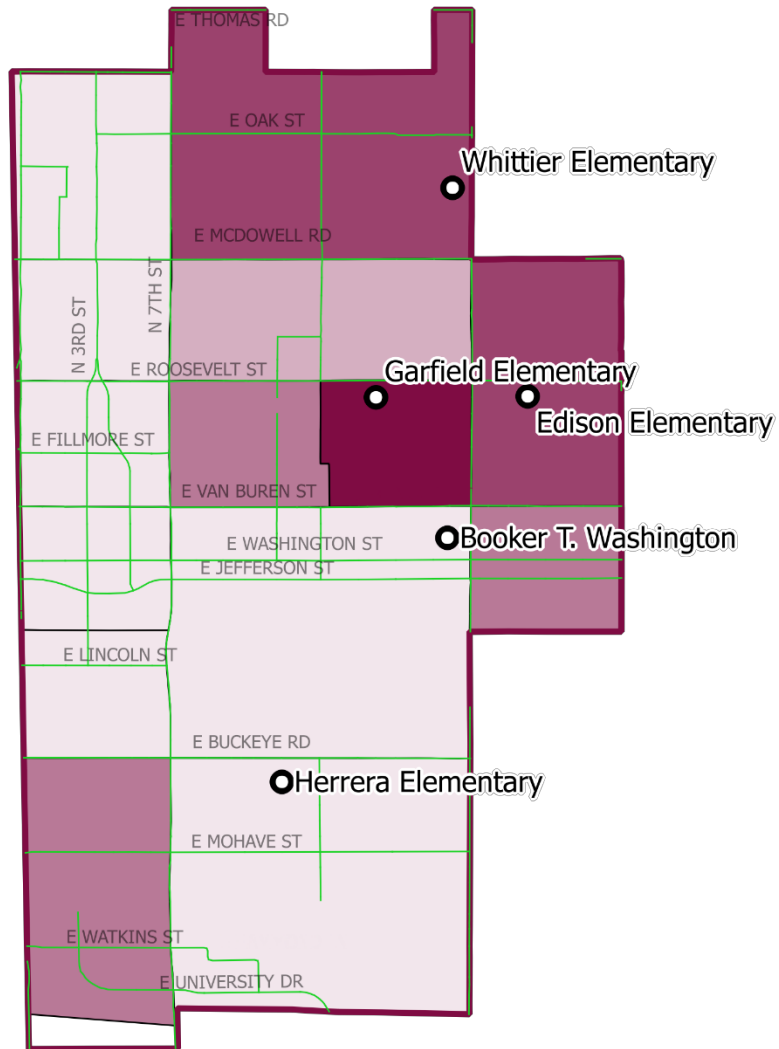 E THOMAS RD
E OAK ST
Whittier Elementary
E MCDOWELL RD
N 7TH ST
N 3RD ST
E ROOSEVELT ST
Garfield Elementary
Edison Elementary
E FILLMORE ST
E VAN BUREN ST
E WASHINGTON ST
Booker T. Washington
E JEFFERSON ST
E LINCOLN ST
E BUCKEYE RD
Herrera Elementary
E MOHAVE ST
E WATKINS ST
E UNIVERSITY DR